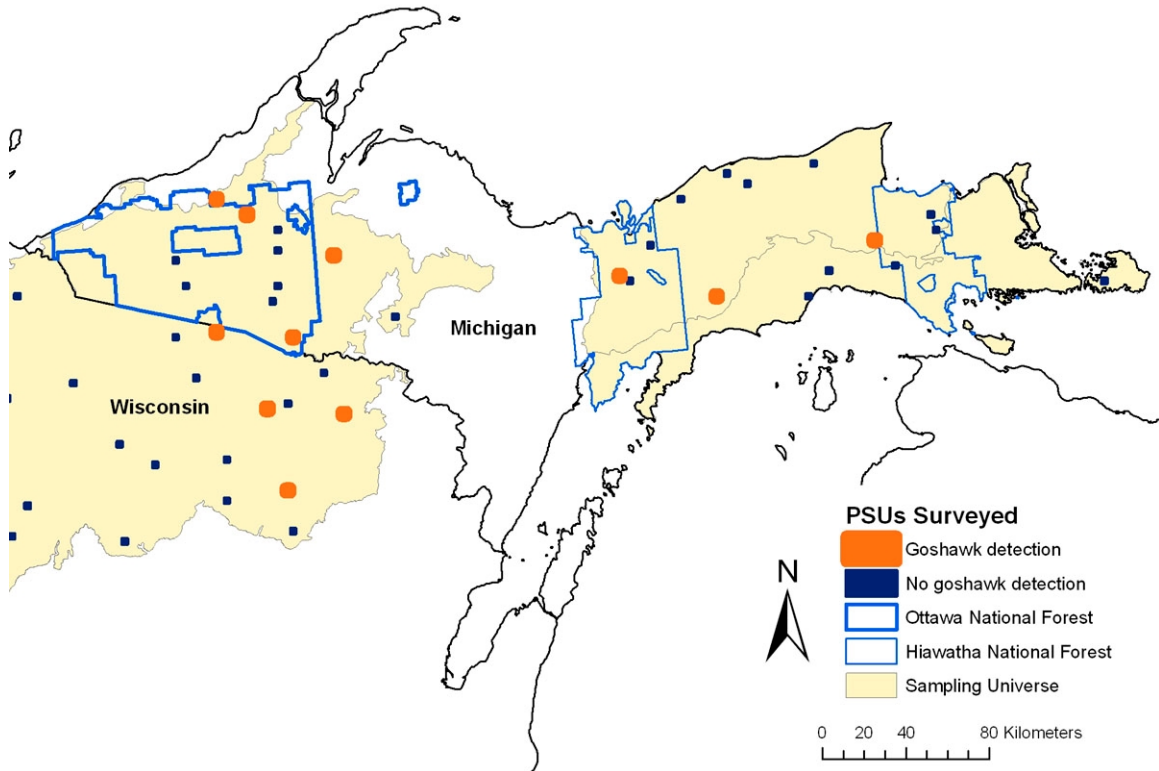 Michigan
Wisconsin
PSUs Surveyed
Goshawk detection
No goshawk detection
Ottawa National Forest
Hiawatha National Forest
Sampling Universe
N
0 20 40 80 Kilometers